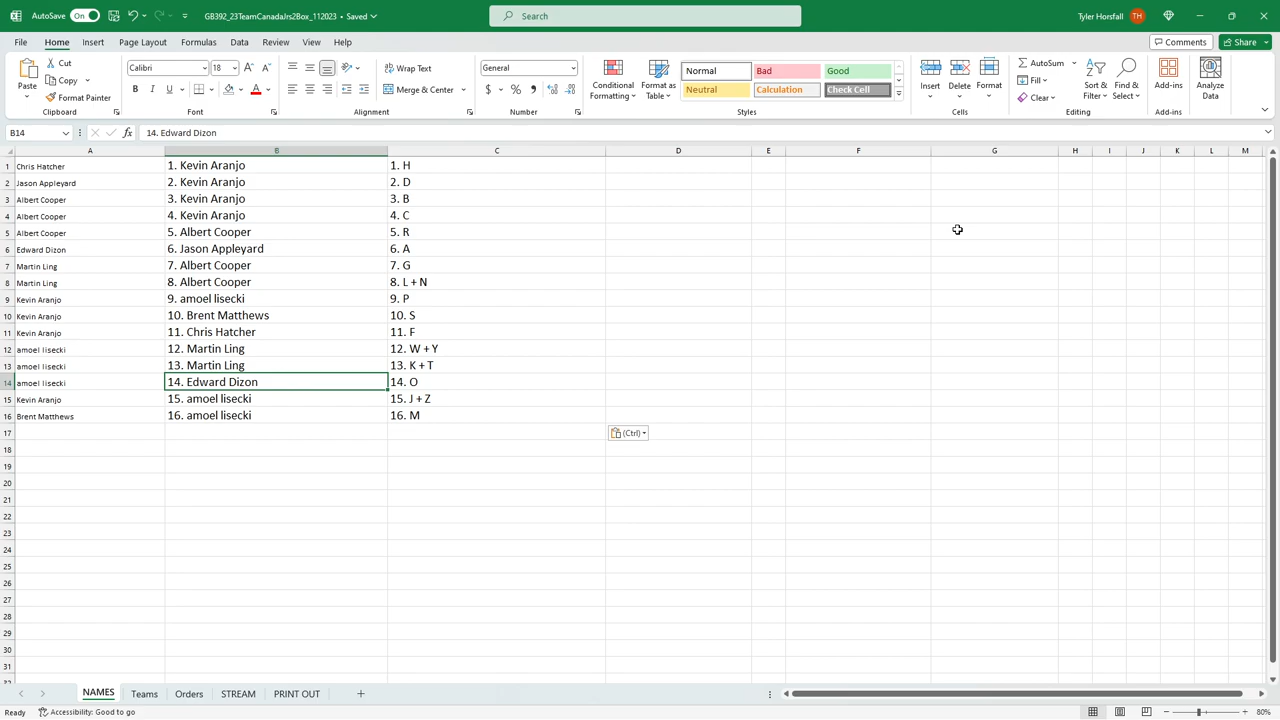 AutoSave On GB392_23TeamCanadaJrs2Box_112023 • Saved Search Tyler Horsfall TH
File Home Insert Page Layout Formulas Data Review View Help Comments Share
Paste Cut Copy Format Painter Clipboard
Calibri 18 B I U A Font
Wrap Text Merge & Center Alignment
General $ % , Number
Conditional Formatting Format as Table
Normal Bad Good
Neutral Calculation Check Cell
Styles
Insert Delete Format Cells
AutoSum Fill Clear Sort & Filter Find & Select Editing
Add-ins Add-ins
Analyze Data
B14 fx 14. Edward Dizon
A B C D E F G H I J K L M
1 Chris Hatcher 1. Kevin Aranjo 1. H
2 Jason Appleyard 2. Kevin Aranjo 2. D
3 Albert Cooper 3. Kevin Aranjo 3. B
4 Albert Cooper 4. Kevin Aranjo 4. C
5 Albert Cooper 5. Albert Cooper 5. R
6 Edward Dizon 6. Jason Appleyard 6. A
7 Martin Ling 7. Albert Cooper 7. G
8 Martin Ling 8. Albert Cooper 8. L + N
9 Kevin Aranjo 9. amoel lisecki 9. P
10 Kevin Aranjo 10. Brent Matthews 10. S
11 Kevin Aranjo 11. Chris Hatcher 11. F
12 amoel lisecki 12. Martin Ling 12. W + Y
13 amoel lisecki 13. Martin Ling 13. K + T
14 amoel lisecki 14. Edward Dizon 14. O
15 Kevin Aranjo 15. amoel lisecki 15. J + Z
16 Brent Matthews 16. amoel lisecki 16. M
17 (Ctrl)
18
19
20
21
22
23
24
25
26
27
28
29
30
31
NAMES Teams Orders STREAM PRINT OUT
Ready Accessibility: Good to go 80%